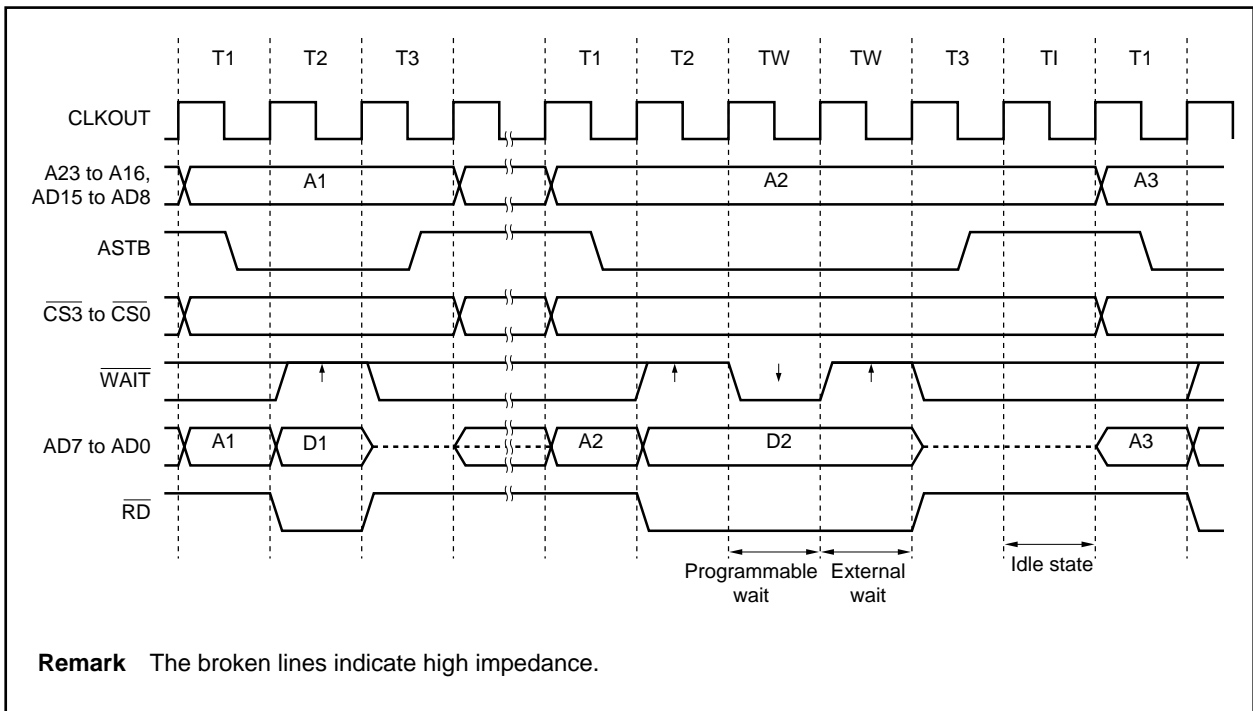 T1 T2 T3 T1 T2 TW TW T3 TI T1
CLKOUT
A23 to A16,
AD15 to AD8
A1 A2 A3
ASTB
CS3 to CS0
WAIT
AD7 to AD0
A1 D1 A2 D2 A3
RD
Programmable
wait
External
wait
Idle state
Remark The broken lines indicate high impedance.